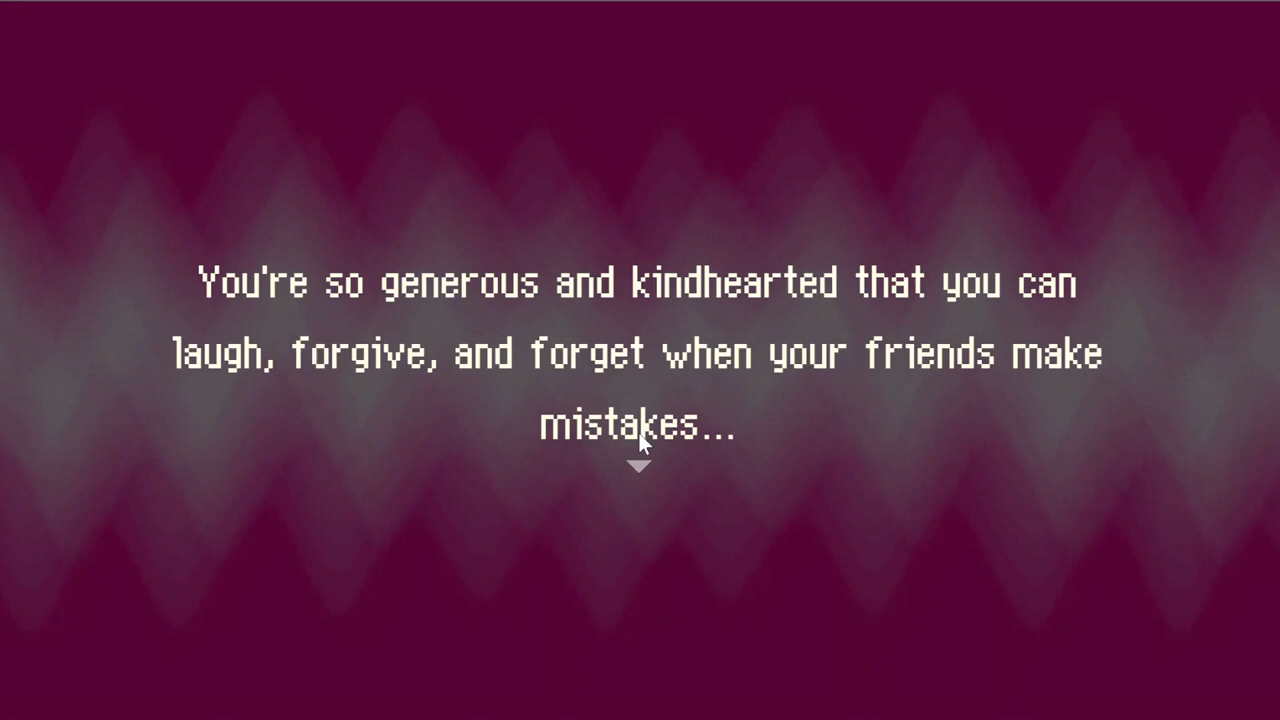 You're so generous and kindhearted that you can
laugh, forgive, and forget when your friends make
mistakes...